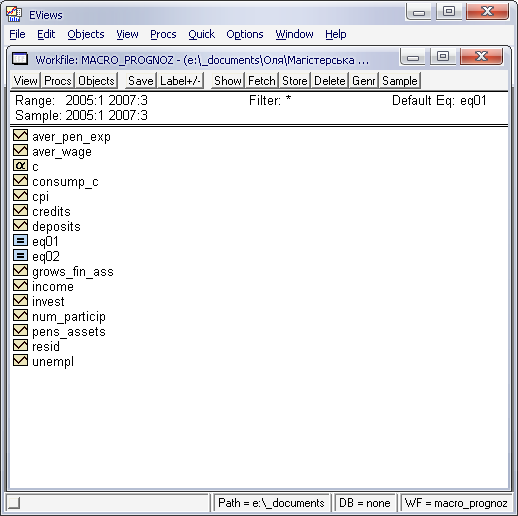 EViews
File Edit Objects View Procs Quick Options Window Help
Workfile: MACRO_PROGNOZ - (e:\_documents\Оля\Магістерська ...
View Procs Objects Save Label+/- Show Fetch Store Delete Genr Sample
Range: 2005:1 2007:3 Filter: * Default Eq: eq01
Sample: 2005:1 2007:3
aver_pen_exp
aver_wage
α c
consump_c
cpi
credits
deposits
= eq01
= eq02
grows_fin_ass
income
invest
num_particip
pens_assets
resid
unempl
Path = e:\_documents DB = none WF = macro_prognoz